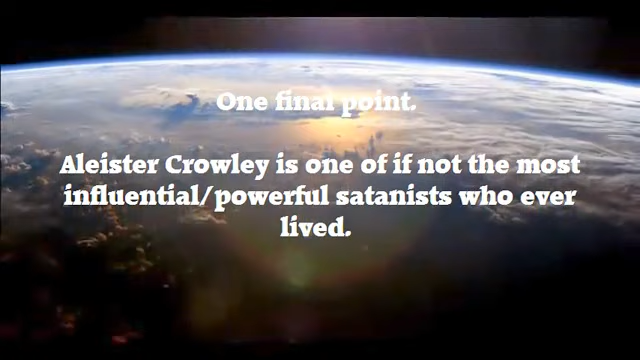 One final point.
Aleister Crowley is one of if not the most
influential/powerful satanists who ever
lived.